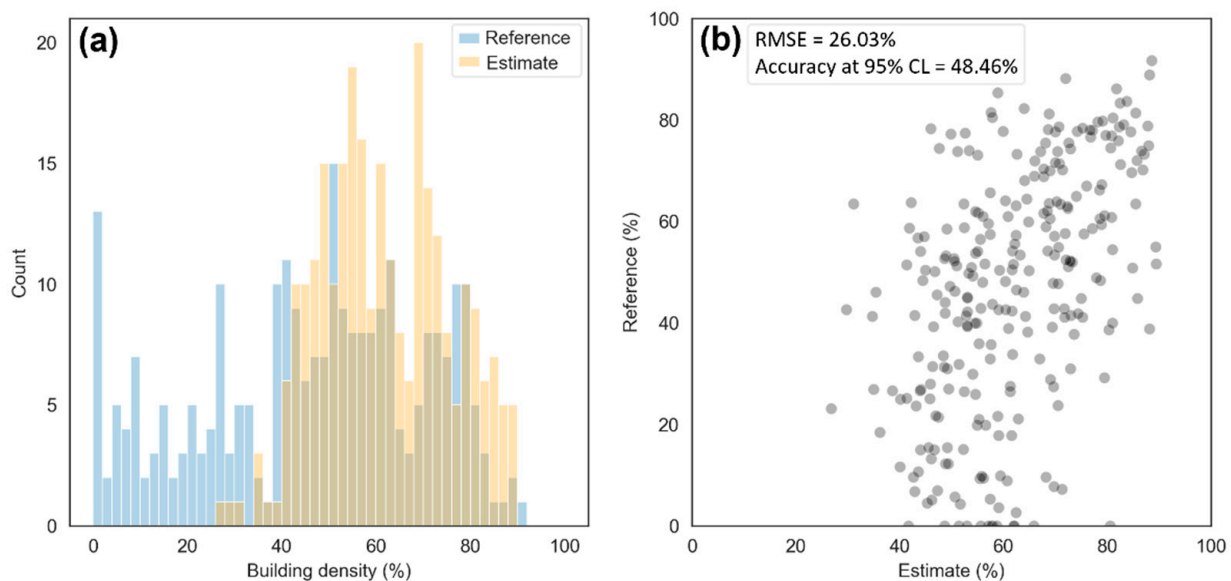 (a)
Reference
Estimate
20
15
10
5
0
Count
0 20 40 60 80 100
Building density (%)
(b)
RMSE = 26.03%
Accuracy at 95% CL = 48.46%
100
80
60
40
20
0
Reference (%)
0 20 40 60 80 100
Estimate (%)